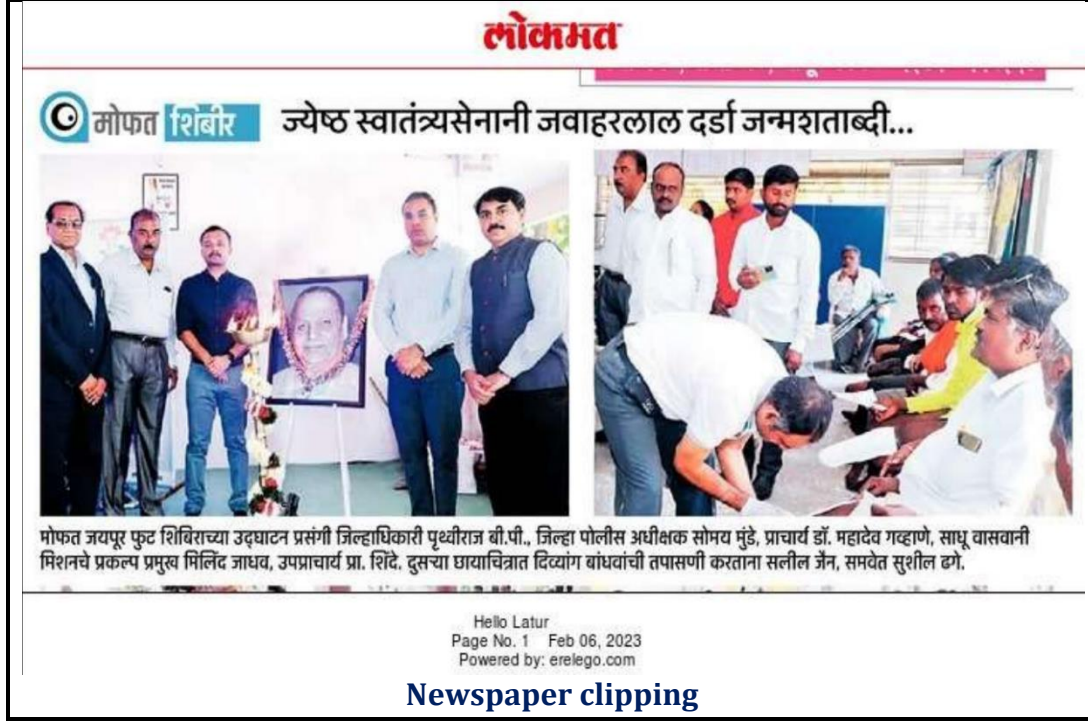 लोकमत
मोफत शिबीर ज्येष्ठ स्वातंत्र्यसेनानी जवाहरलाल दर्डा जन्मशताब्दी...
मोफत जयपूर फुट शिबिराच्या उद्घाटन प्रसंगी जिल्हाधिकारी पृथ्वीराज बी.पी., जिल्हा पोलीस अधीक्षक सोमय मुंडे, प्राचार्य डॉ. महादेव गव्हाणे, साधू वासवानी
मिशनचे प्रकल्प प्रमुख मिलिंद जाधव, उपप्राचार्य प्रा. शिंदे. दुसऱ्या छायाचित्रात दिव्यांग बांधवांची तपासणी करताना सलील जैन, समवेत सुशील ढगे.
Hello Latur
Page No. 1 Feb 06, 2023
Powered by: erelego.com
Newspaper clipping